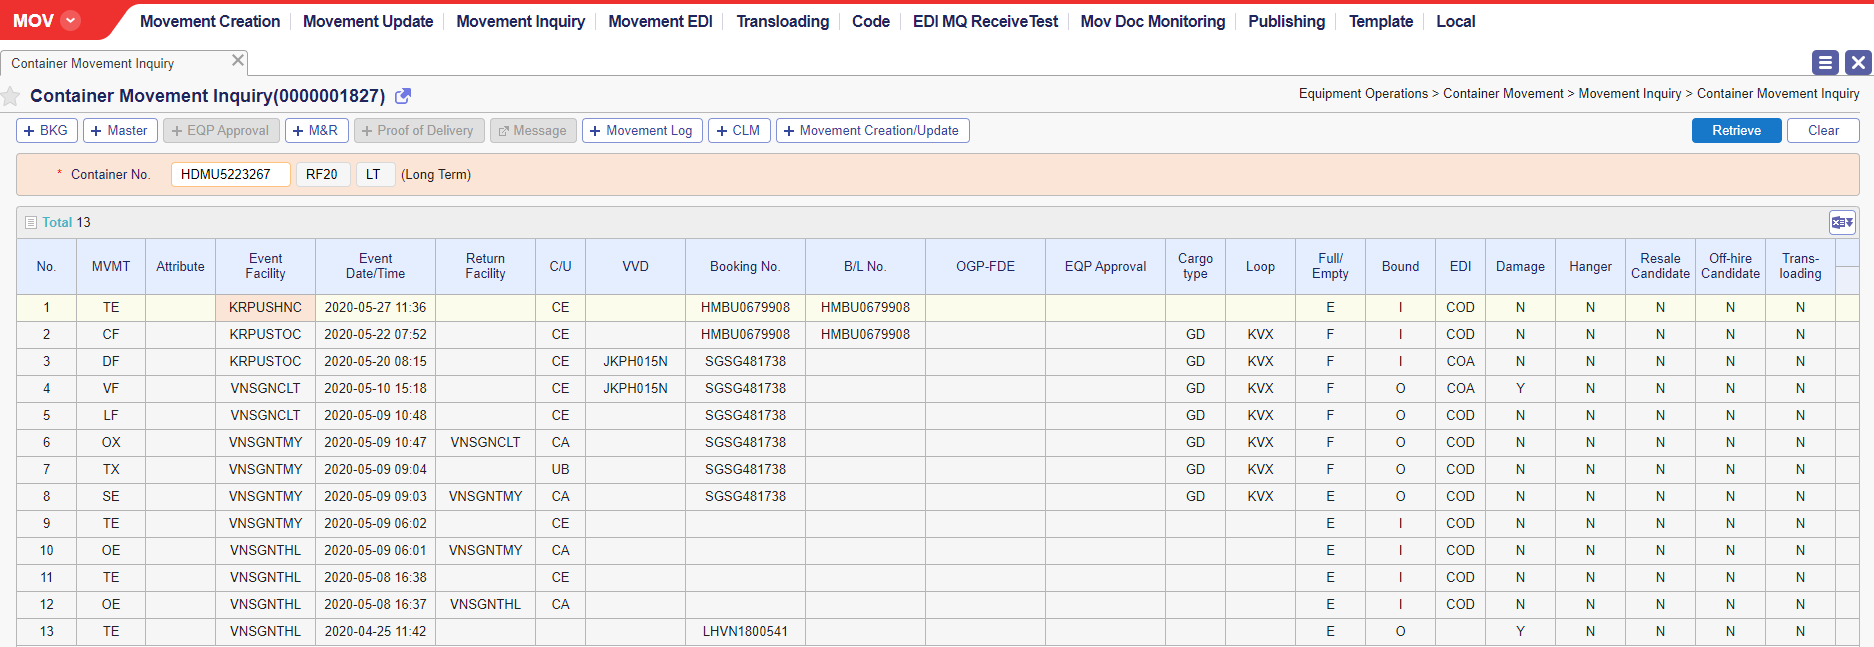 MOV Movement Creation Movement Update Movement Inquiry Movement EDI Transloading Code EDI MQ ReceiveTest Mov Doc Monitoring Publishing Template Local
Container Movement Inquiry
Container Movement Inquiry(0000001827) Equipment Operations > Container Movement > Movement Inquiry > Container Movement Inquiry
+ BKG + Master + EQP Approval + M&R + Proof of Delivery Message + Movement Log + CLM + Movement Creation/Update Retrieve Clear
* Container No. HDMU5223267 RF20 LT (Long Term)
Total 13
No. MVMT Attribute Event Facility Event Date/Time Return Facility C/U VVD Booking No. B/L No. OGP-FDE EQP Approval Cargo type Loop Full/ Empty Bound EDI Damage Hanger Resale Candidate Off-hire Candidate Trans- loading
1 TE KRPUSHNC 2020-05-27 11:36 CE HMBU0679908 HMBU0679908 E I COD N N N N N
2 CF KRPUSTOC 2020-05-22 07:52 CE HMBU0679908 HMBU0679908 GD KVX F I COD N N N N N
3 DF KRPUSTOC 2020-05-20 08:15 CE JKPH015N SGSG481738 GD KVX F I COA N N N N N
4 VF VNSGNCLT 2020-05-10 15:18 CE JKPH015N SGSG481738 GD KVX F O COA Y N N N N
5 LF VNSGNCLT 2020-05-09 10:48 CE SGSG481738 GD KVX F O COD N N N N N
6 OX VNSGNTMY 2020-05-09 10:47 VNSGNCLT CA SGSG481738 GD KVX F O COD N N N N N
7 TX VNSGNTMY 2020-05-09 09:04 UB SGSG481738 GD KVX F O COD N N N N N
8 SE VNSGNTMY 2020-05-09 09:03 VNSGNTMY CA SGSG481738 GD KVX E O COD N N N N N
9 TE VNSGNTMY 2020-05-09 06:02 CE E I COD N N N N N
10 OE VNSGNTHL 2020-05-09 06:01 VNSGNTMY CA E I COD N N N N N
11 TE VNSGNTHL 2020-05-08 16:38 CE E I COD N N N N N
12 OE VNSGNTHL 2020-05-08 16:37 VNSGNTHL CA E I COD N N N N N
13 TE VNSGNTHL 2020-04-25 11:42 LHVN1800541 E O Y N N N N